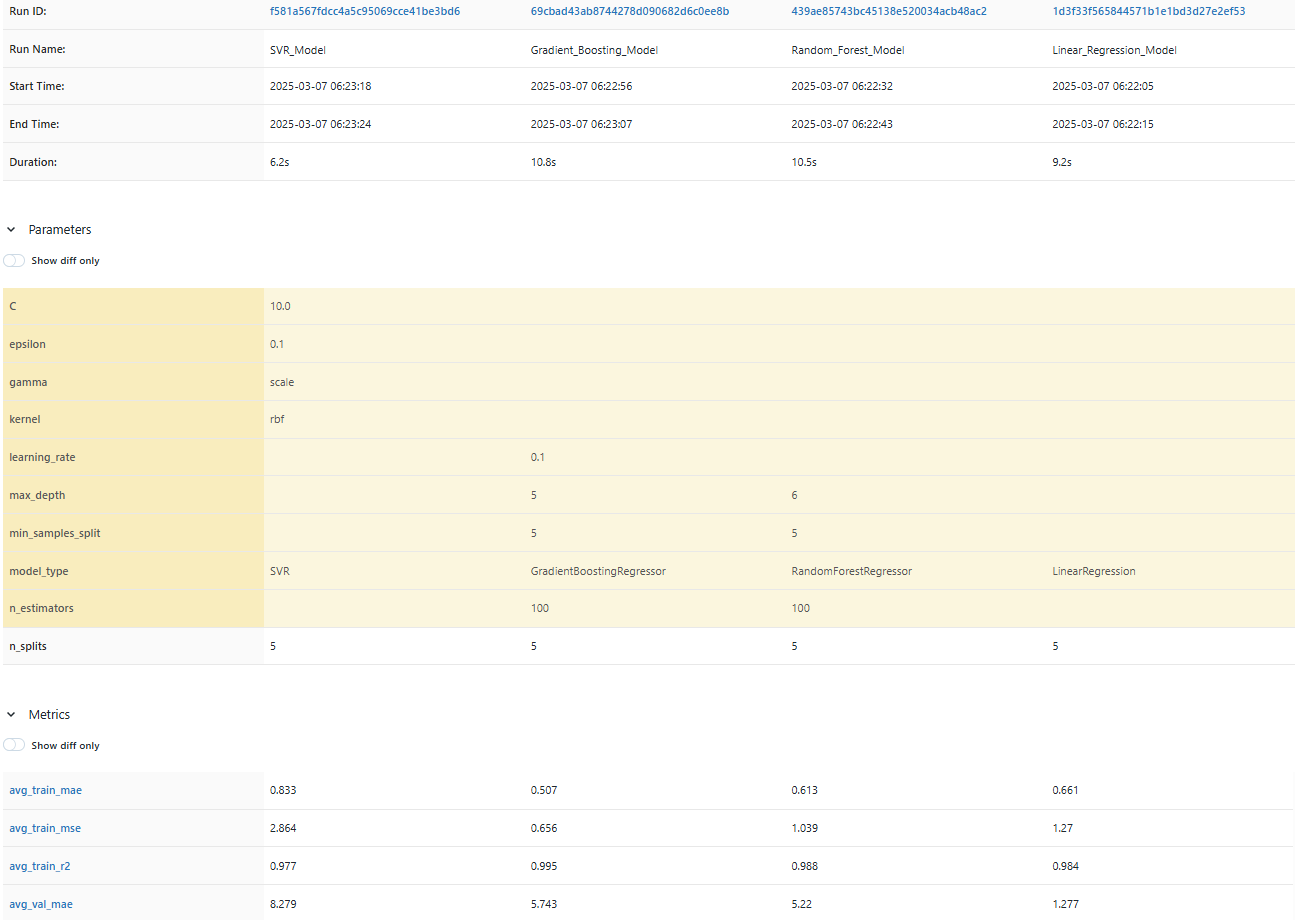 Run ID: f581a567fdcc4a5c95069cce41be3bd6 69cbad43ab8744278d090682d6c0ee8b 439ae85743bc45138e520034acb48ac2 1d3f33f565844571b1e1bd3d27e2ef53
Run Name: SVR_Model Gradient_Boosting_Model Random_Forest_Model Linear_Regression_Model
Start Time: 2025-03-07 06:23:18 2025-03-07 06:22:56 2025-03-07 06:22:32 2025-03-07 06:22:05
End Time: 2025-03-07 06:23:24 2025-03-07 06:23:07 2025-03-07 06:22:43 2025-03-07 06:22:15
Duration: 6.2s 10.8s 10.5s 9.2s
Parameters
Show diff only
C 10.0
epsilon 0.1
gamma scale
kernel rbf
learning_rate 0.1
max_depth 5 6
min_samples_split 5 5
model_type SVR GradientBoostingRegressor RandomForestRegressor LinearRegression
n_estimators 100 100
n_splits 5 5 5 5
Metrics
Show diff only
avg_train_mae 0.833 0.507 0.613 0.661
avg_train_mse 2.864 0.656 1.039 1.27
avg_train_r2 0.977 0.995 0.988 0.984
avg_val_mae 8.279 5.743 5.22 1.277